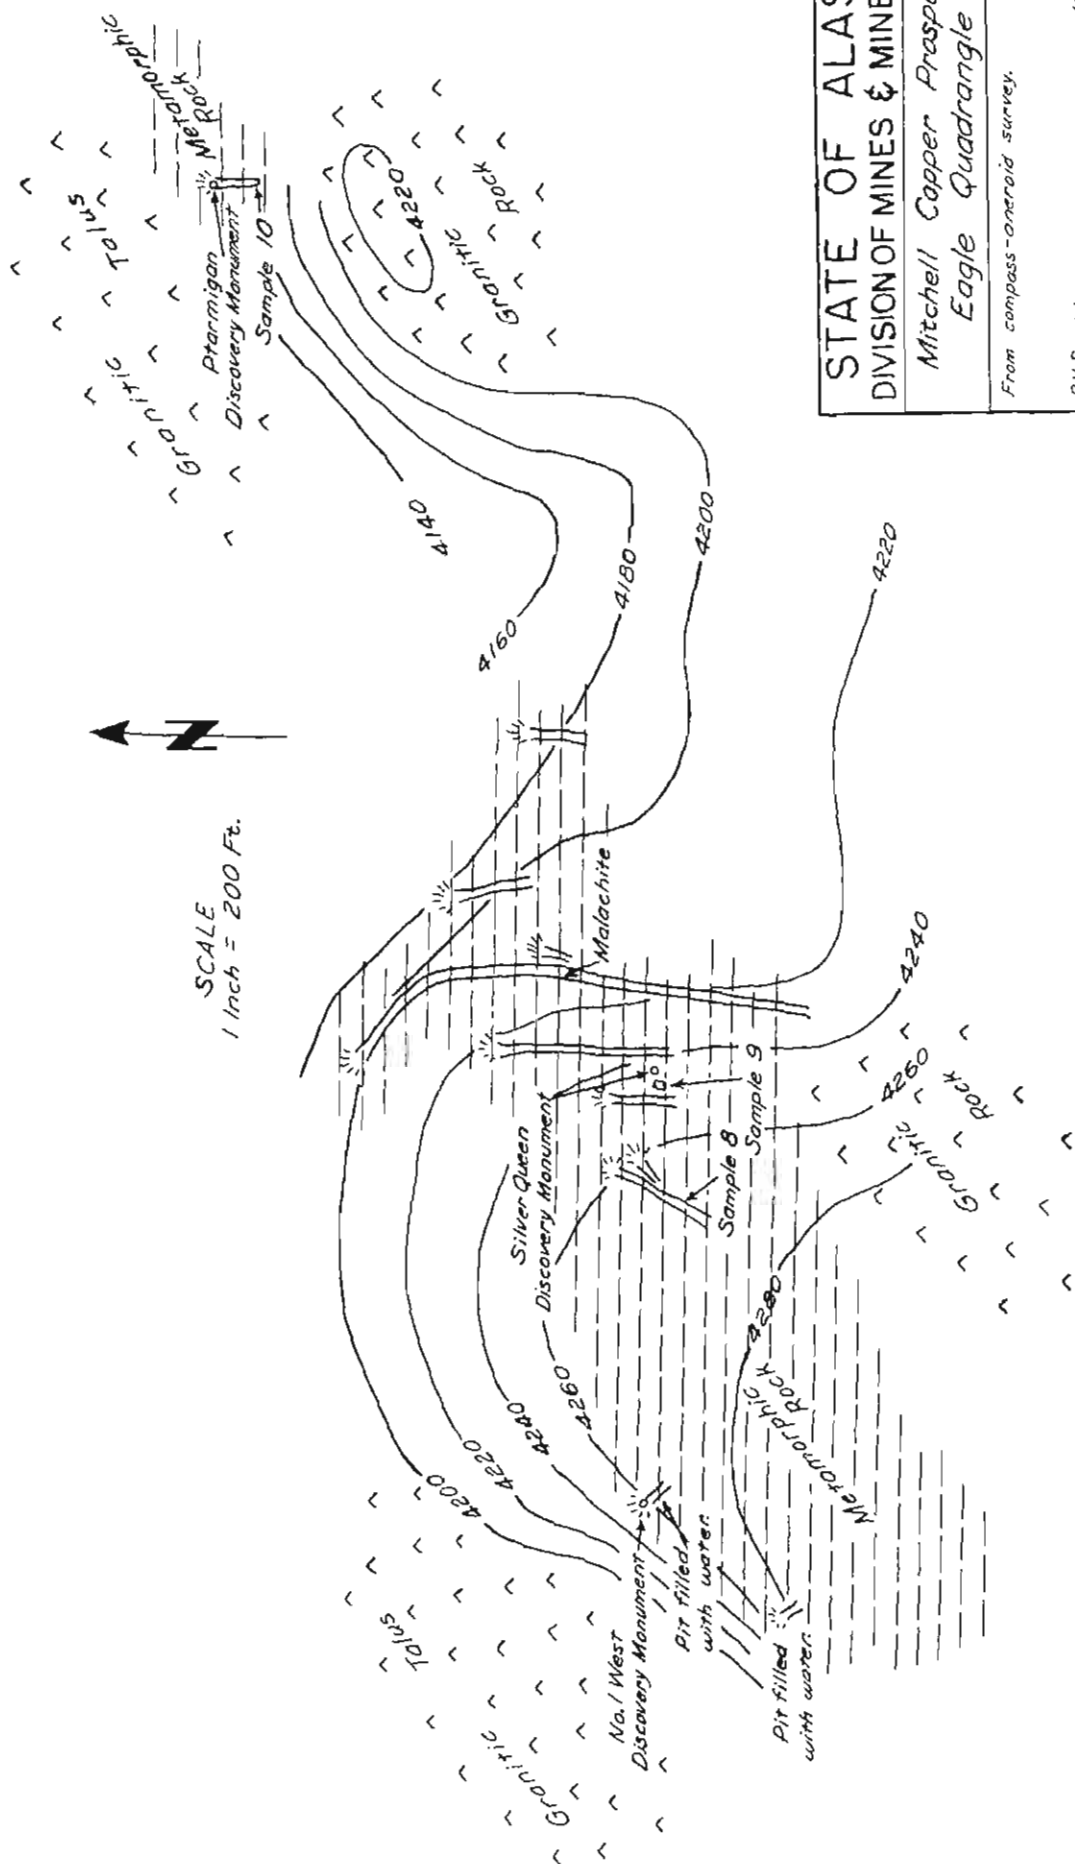 STATE OF ALAS
DIVISION OF MINES & MINE
Mitchell Copper Prosp
Eagle Quadrangle
From compass-aneroid survey.
SCALE
1 Inch = 200 Ft.
N
Metamorphic
Rock
Talus
Granitic
Ptarmigan
Discovery Monument
Sample 10
4220
Granitic
Rock
4140
4160
4180
4200
4220
Malachite
4240
Silver Queen
Discovery Monument
Sample 9
Sample 8
4260
Granitic
Rock
4280
Metamorphic
Rock
4200
4220
4240
4260
Talus
Granitic
No. 1 West
Discovery Monument
Pit filled
with water
Pit filled
with water